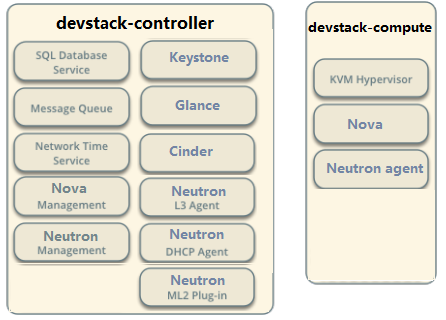 devstack-controller
SQL Database
Service
Keystone
Message Queue
Glance
Network Time
Service
Cinder
Nova
Management
Neutron
L3 Agent
Neutron
Management
Neutron
DHCP Agent
Neutron
ML2 Plug-in
devstack-compute
KVM Hypervisor
Nova
Neutron agent